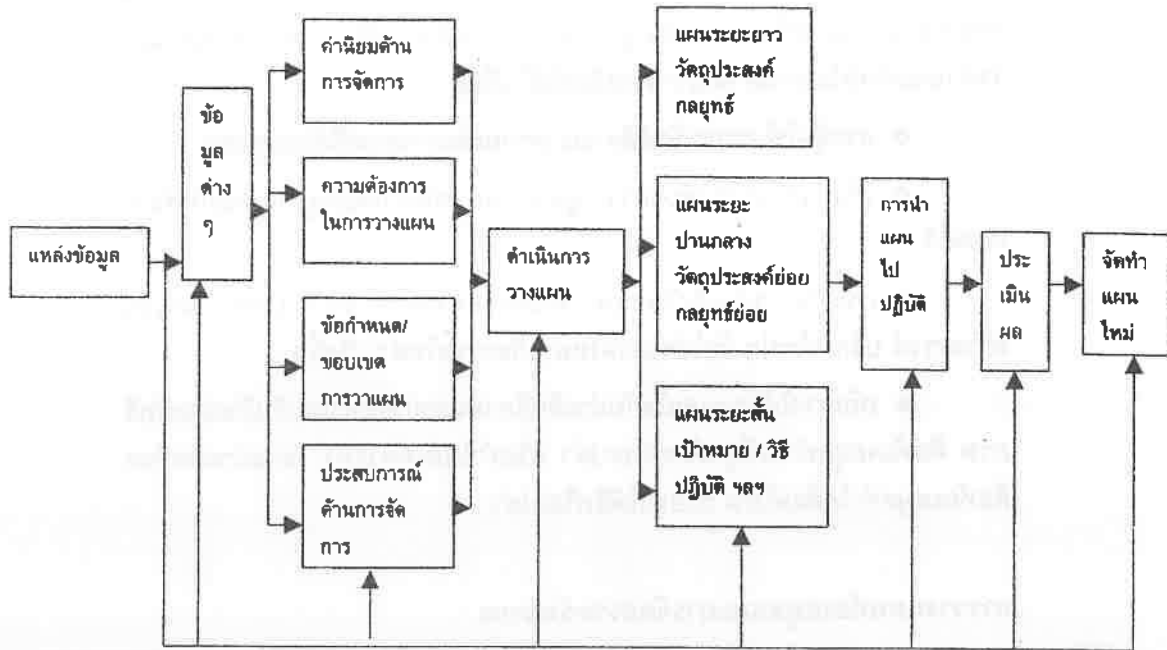 แหล่งข้อมูล
ข้อ
มูล
ต่าง
ๆ
ค่านิยมด้าน
การจัดการ
ความต้องการ
ในการวางแผน
ข้อกำหนด/
ขอบเขต
การวาแผน
ประสบการณ์
ด้านการจัด
การ
ดำเนินการ
วางแผน
แผนระยะยาว
วัตถุประสงค์
กลยุทธ์
แผนระยะ
ปานกลาง
วัตถุประสงค์ย่อย
กลยุทธ์ย่อย
แผนระยะสั้น
เป้าหมาย / วิธี
ปฏิบัติ ฯลฯ
การนำ
แผน
ไป
ปฏิบัติ
ประ
เมิน
ผล
จัดทำ
แผน
ใหม่